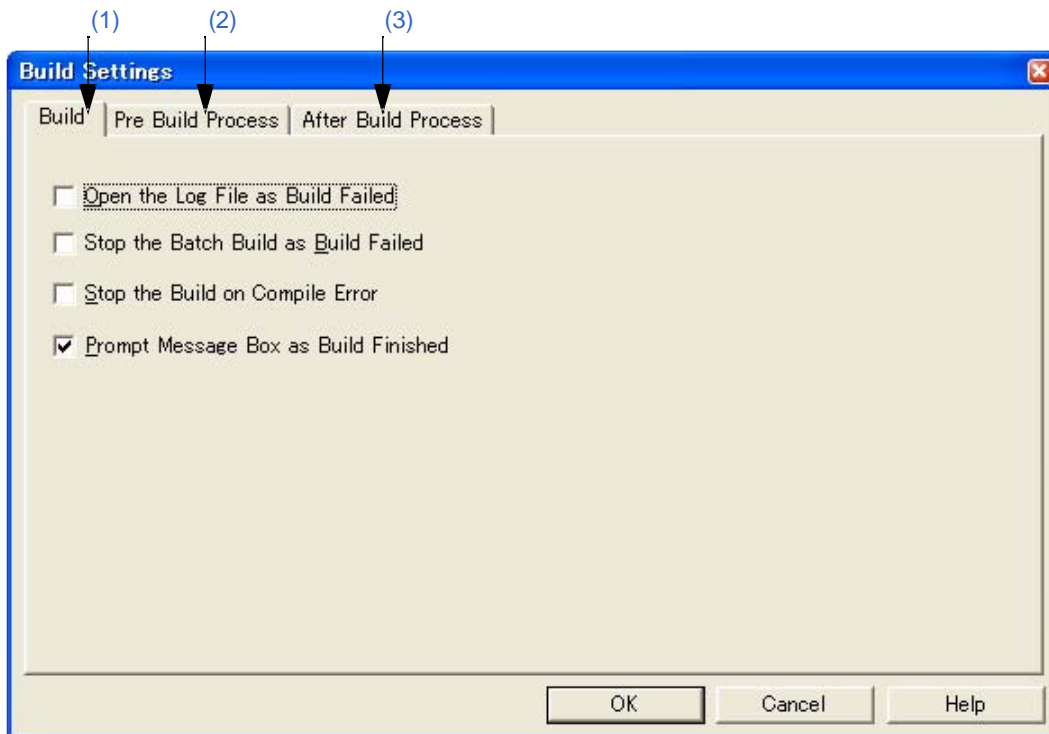 (1) (2) (3)
Build Settings
Build Pre Build Process After Build Process
Open the Log File as Build Failed
Stop the Batch Build as Build Failed
Stop the Build on Compile Error
Prompt Message Box as Build Finished
OK Cancel Help